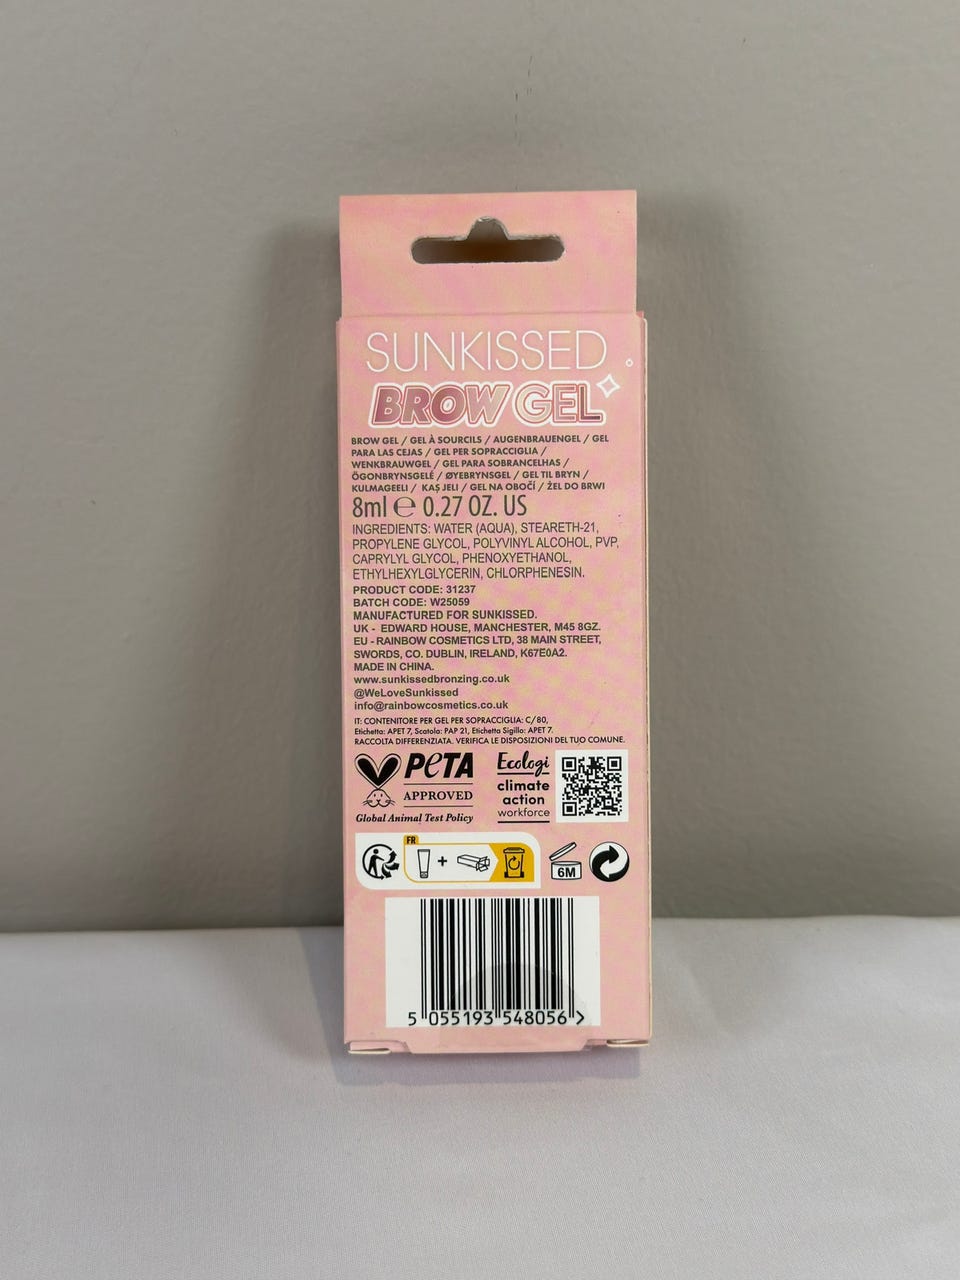 SUNKISSED
BROW GEL
BROW GEL / GEL À SOURCILS / AUGENBRAUENGEL / GEL
PARA LAS CEJAS / GEL PER SOPRACCIGLIA /
WENKBRAUWGEL / GEL PARA SOBRANCELHAS /
ÖGONBRYNSGELÉ / ØYEBRYNSGEL / GEL TIL BRYN /
KULMAGEELI / KAŞ JELI / GEL NA OBOČÍ / ŻEL DO BRWI
8ml ℮ 0.27 OZ. US
INGREDIENTS: WATER (AQUA), STEARETH-21,
PROPYLENE GLYCOL, POLYVINYL ALCOHOL, PVP,
CAPRYLYL GLYCOL, PHENOXYETHANOL,
ETHYLHEXYLGLYCERIN, CHLORPHENESIN.
PRODUCT CODE: 31237
BATCH CODE: W25059
MANUFACTURED FOR SUNKISSED.
UK - EDWARD HOUSE, MANCHESTER, M45 8GZ.
EU - RAINBOW COSMETICS LTD, 38 MAIN STREET,
SWORDS, CO. DUBLIN, IRELAND, K67E0A2.
MADE IN CHINA.
www.sunkissedbronzing.co.uk
@WeLoveSunkissed
info@rainbowcosmetics.co.uk
IT: CONTENITORE PER GEL PER SOPRACCIGLIA: C/80,
Etichetta: APET 7, Scatola: PAP 21, Etichetta Sigillo: APET 7.
RACCOLTA DIFFERENZIATA. VERIFICA LE DISPOSIZIONI DEL TUO COMUNE.
PETA
APPROVED
Global Animal Test Policy
Ecologi
climate
action
workforce
FR
6M
5 055193 548056 >